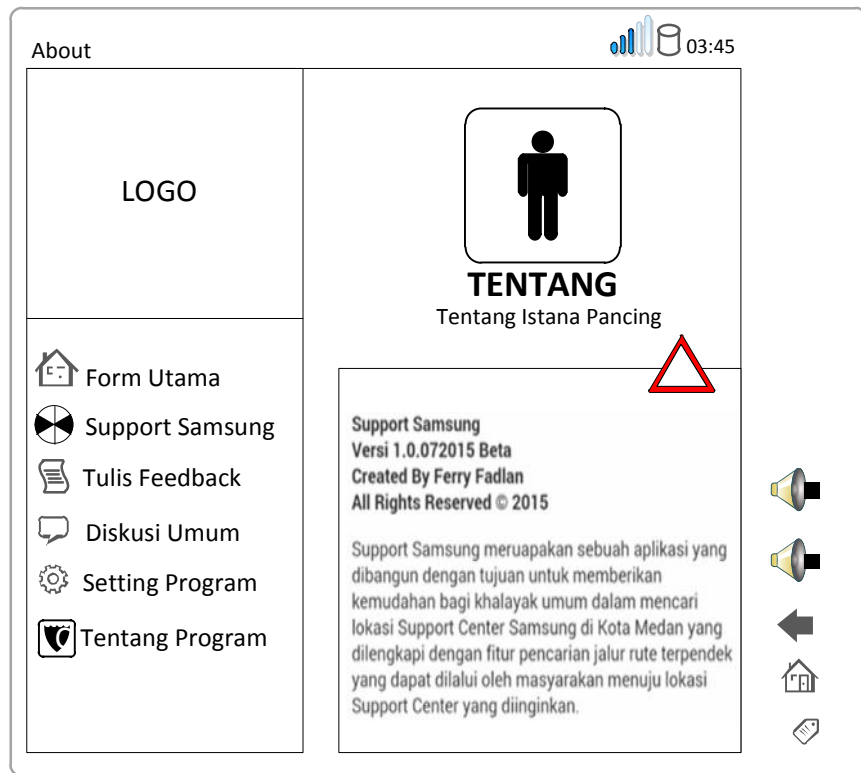 About
03:45
LOGO
TENTANG
Tentang Istana Pancing
Form Utama
Support Samsung
Tulis Feedback
Diskusi Umum
Setting Program
Tentang Program
Support Samsung
Versi 1.0.072015 Beta
Created By Ferry Fadlan
All Rights Reserved © 2015
Support Samsung meruapakan sebuah aplikasi yang
dibangun dengan tujuan untuk memberikan
kemudahan bagi khalayak umum dalam mencari
lokasi Support Center Samsung di Kota Medan yang
dilengkapi dengan fitur pencarian jalur rute terpendek
yang dapat dilalui oleh masyarakan menuju lokasi
Support Center yang diinginkan.